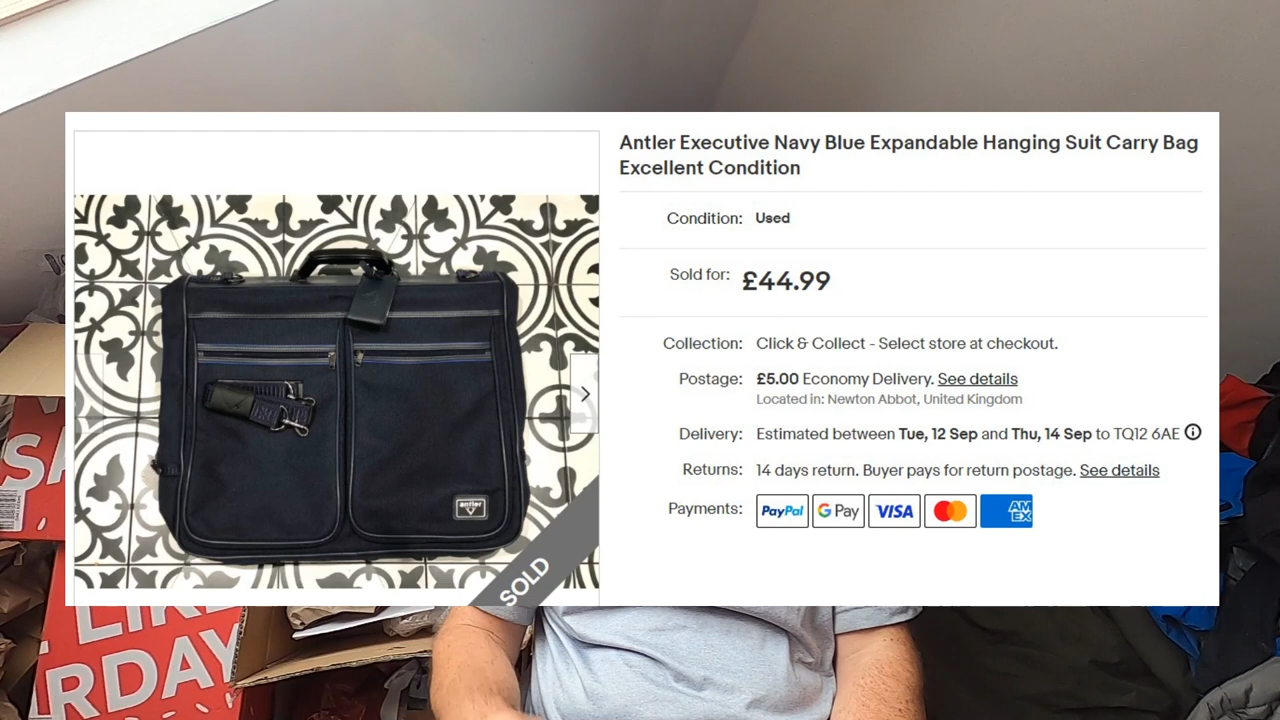 Antler Executive Navy Blue Expandable Hanging Suit Carry Bag
Excellent Condition
Condition: Used
Sold for: £44.99
Collection: Click & Collect - Select store at checkout.
Postage: £5.00 Economy Delivery. See details
Located in: Newton Abbot, United Kingdom
Delivery: Estimated between Tue, 12 Sep and Thu, 14 Sep to TQ12 6AE
Returns: 14 days return. Buyer pays for return postage. See details
Payments: PayPal G Pay VISA AM EX
antler
SOLD
SA
LIKE
RDAY